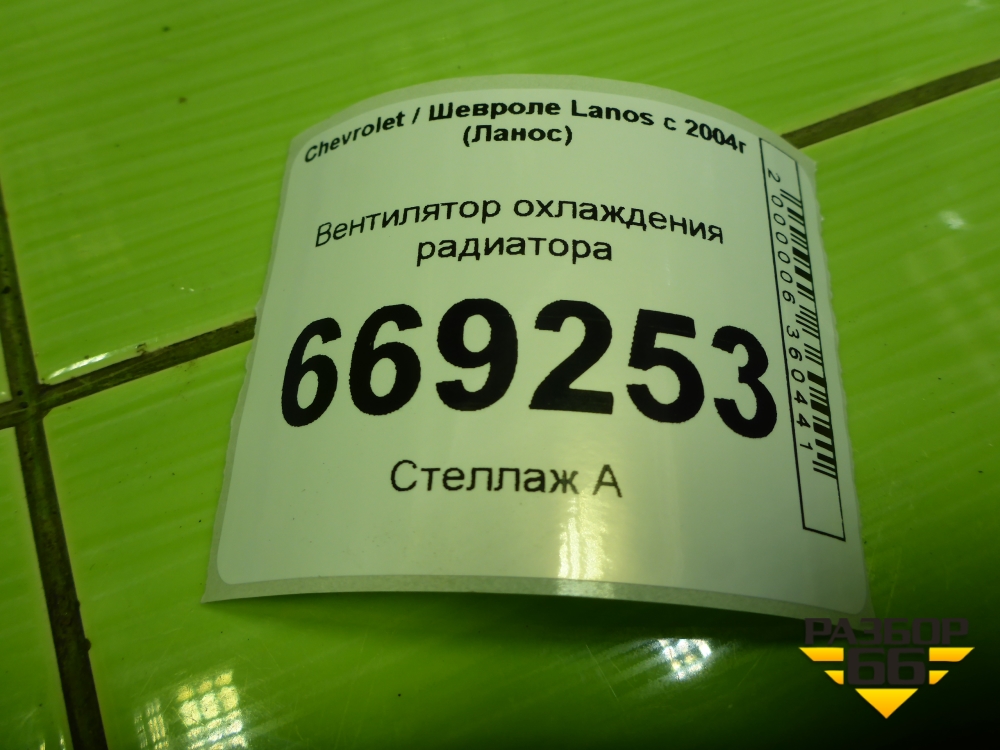 Chevrolet / Шевроле Lanos с 2004г
(Ланос)
Вентилятор охлаждения
радиатора
669253
Стеллаж А
2000006360441
РАЗБОР
66